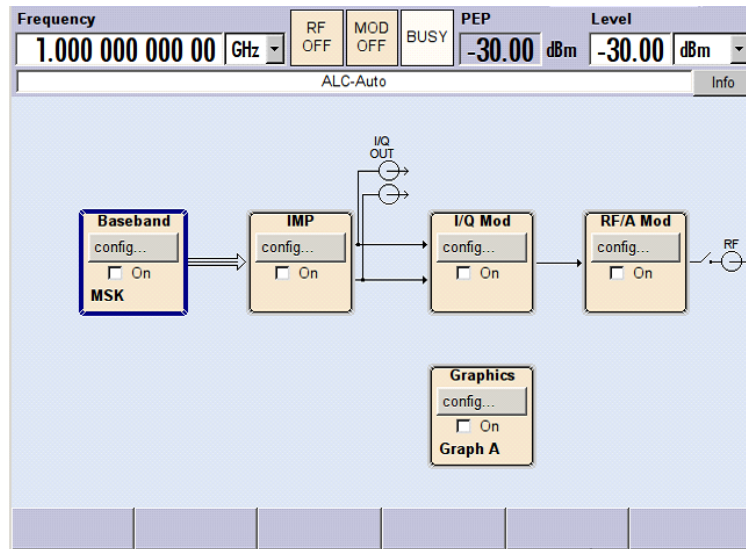 Frequency
RF OFF
MOD OFF
BUSY
PEP
Level
1.000 000 000 00 GHz
-30.00 dBm
-30.00 dBm
ALC-Auto
Info
I/Q OUT
Baseband
config...
On
MSK
IMP
config...
On
I/Q Mod
config...
On
RF/A Mod
config...
On
RF
Graphics
config...
On
Graph A